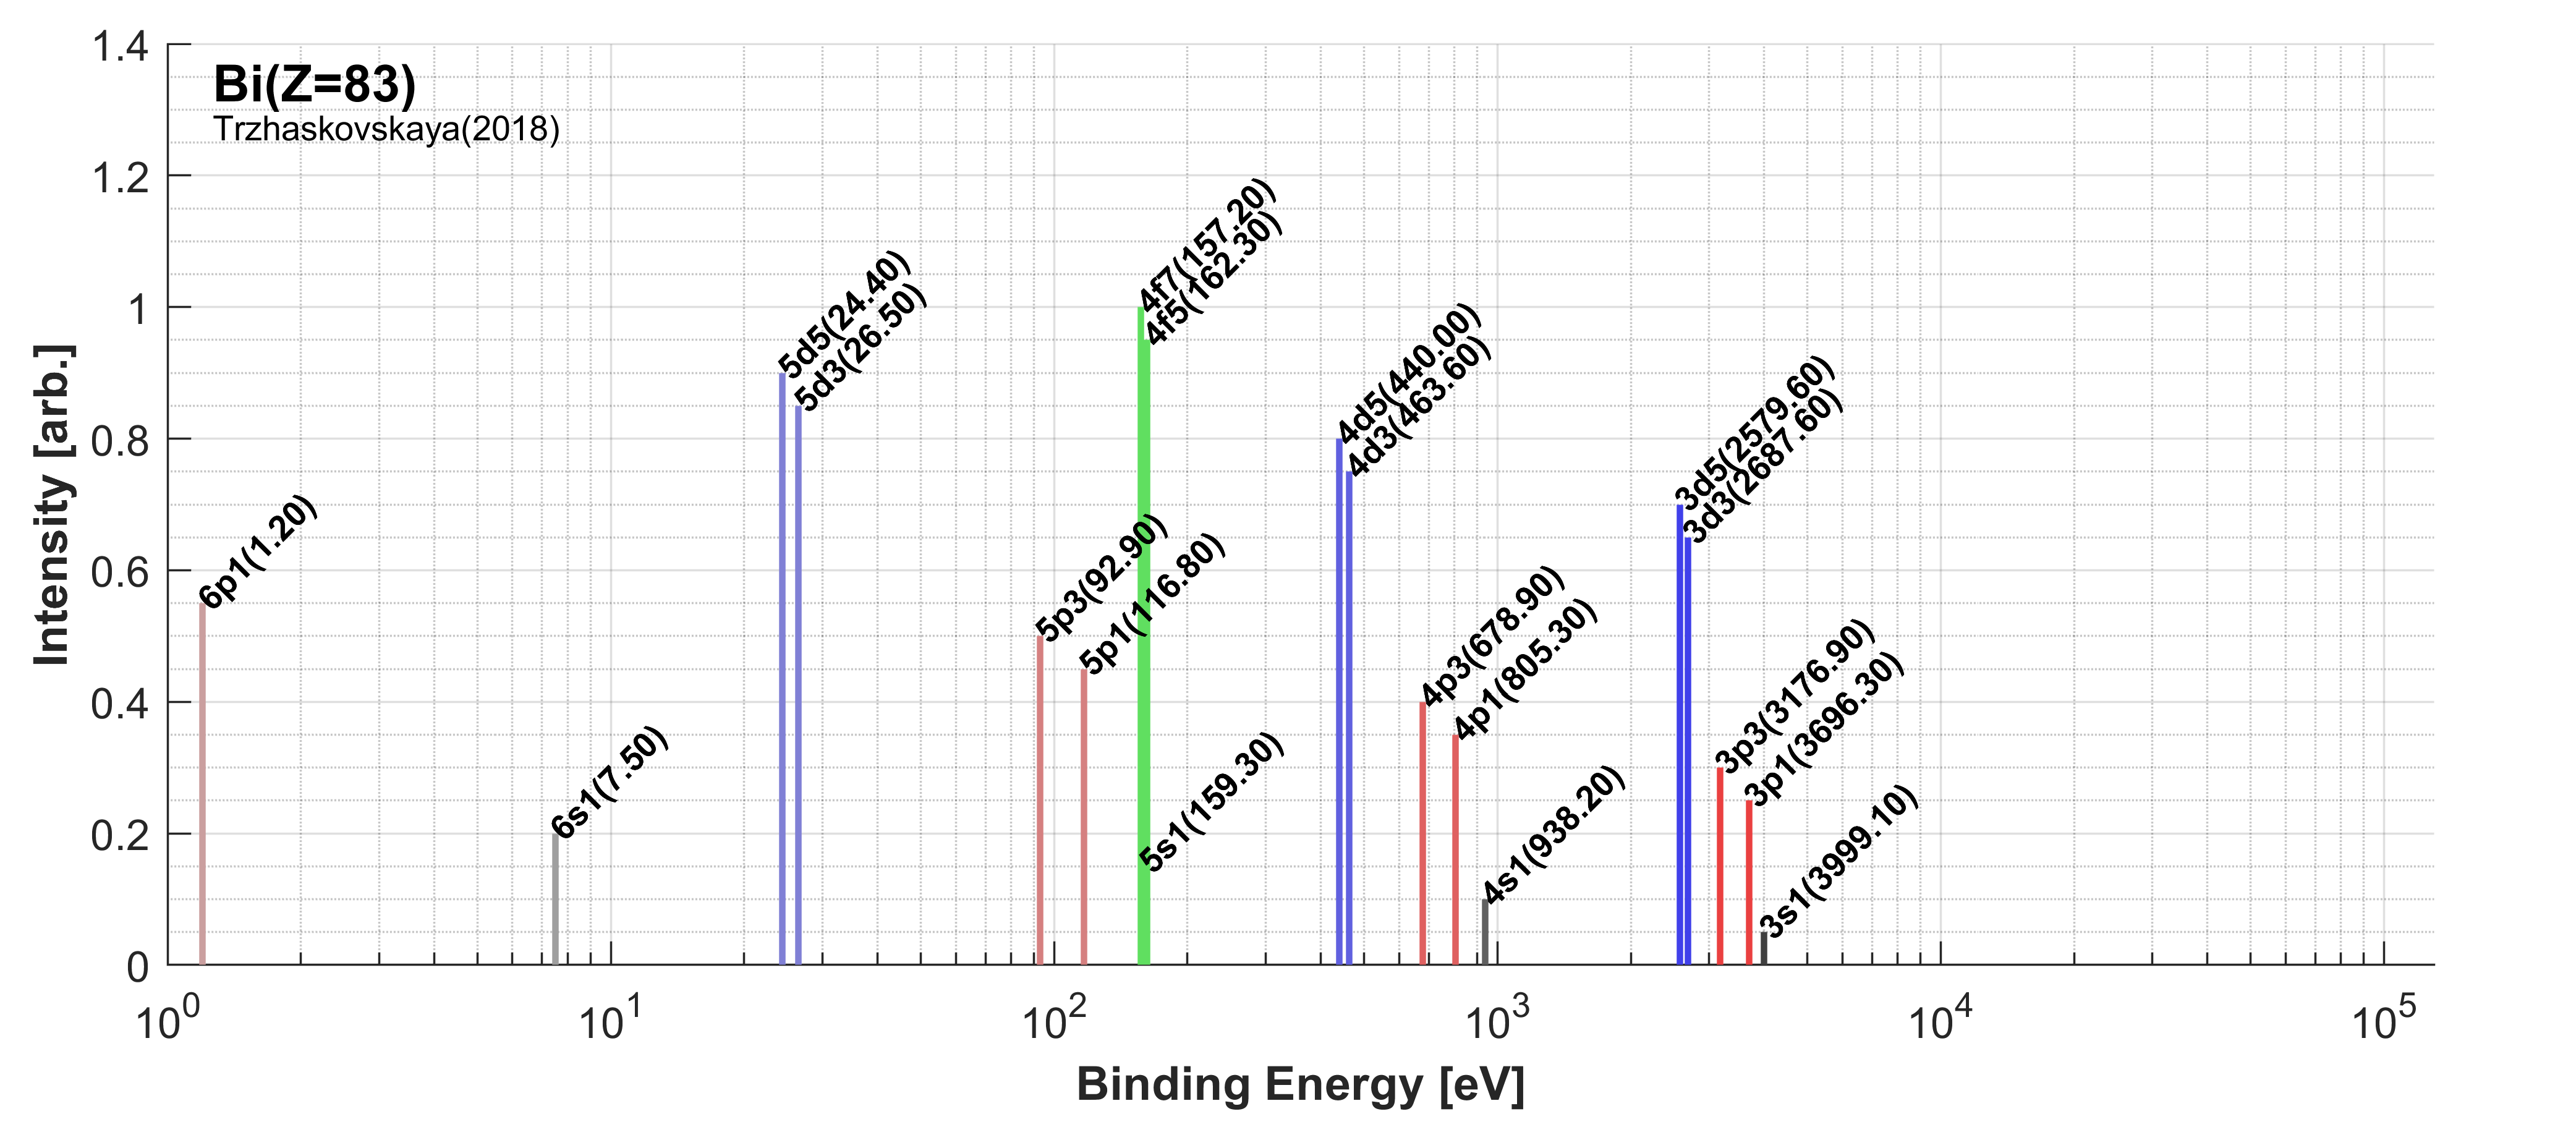 Bi(Z=83)
Trzhaskovskaya(2018)
Intensity [arb.]
1.4
1.2
1
0.8
0.6
0.4
0.2
0
6p1(1.20)
6s1(7.50)
5d5(24.40)
5d3(26.50)
5p3(92.90)
5p1(116.80)
4f7(157.20)
4f5(162.30)
5s1(159.30)
4d5(440.00)
4d3(463.60)
4p3(678.90)
4p1(805.30)
4s1(938.20)
3d5(2579.60)
3d3(2687.60)
3p3(3176.90)
3p1(3696.30)
3s1(3999.10)
10^0 10^1 10^2 10^3 10^4 10^5
Binding Energy [eV]